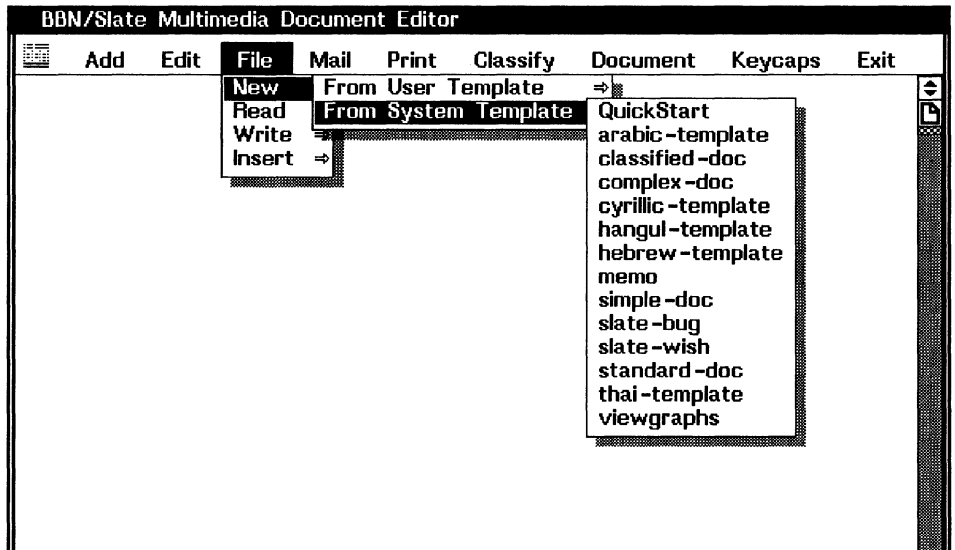 BBN/Slate Multimedia Document Editor
Add Edit File Mail Print Classify Document Keycaps Exit
New From User Template ⇒
Read From System Template QuickStart
Write ⇒ arabic-template
Insert ⇒ classified-doc
complex-doc
cyrillic-template
hangul-template
hebrew-template
memo
simple-doc
slate-bug
slate-wish
standard-doc
thai-template
viewgraphs